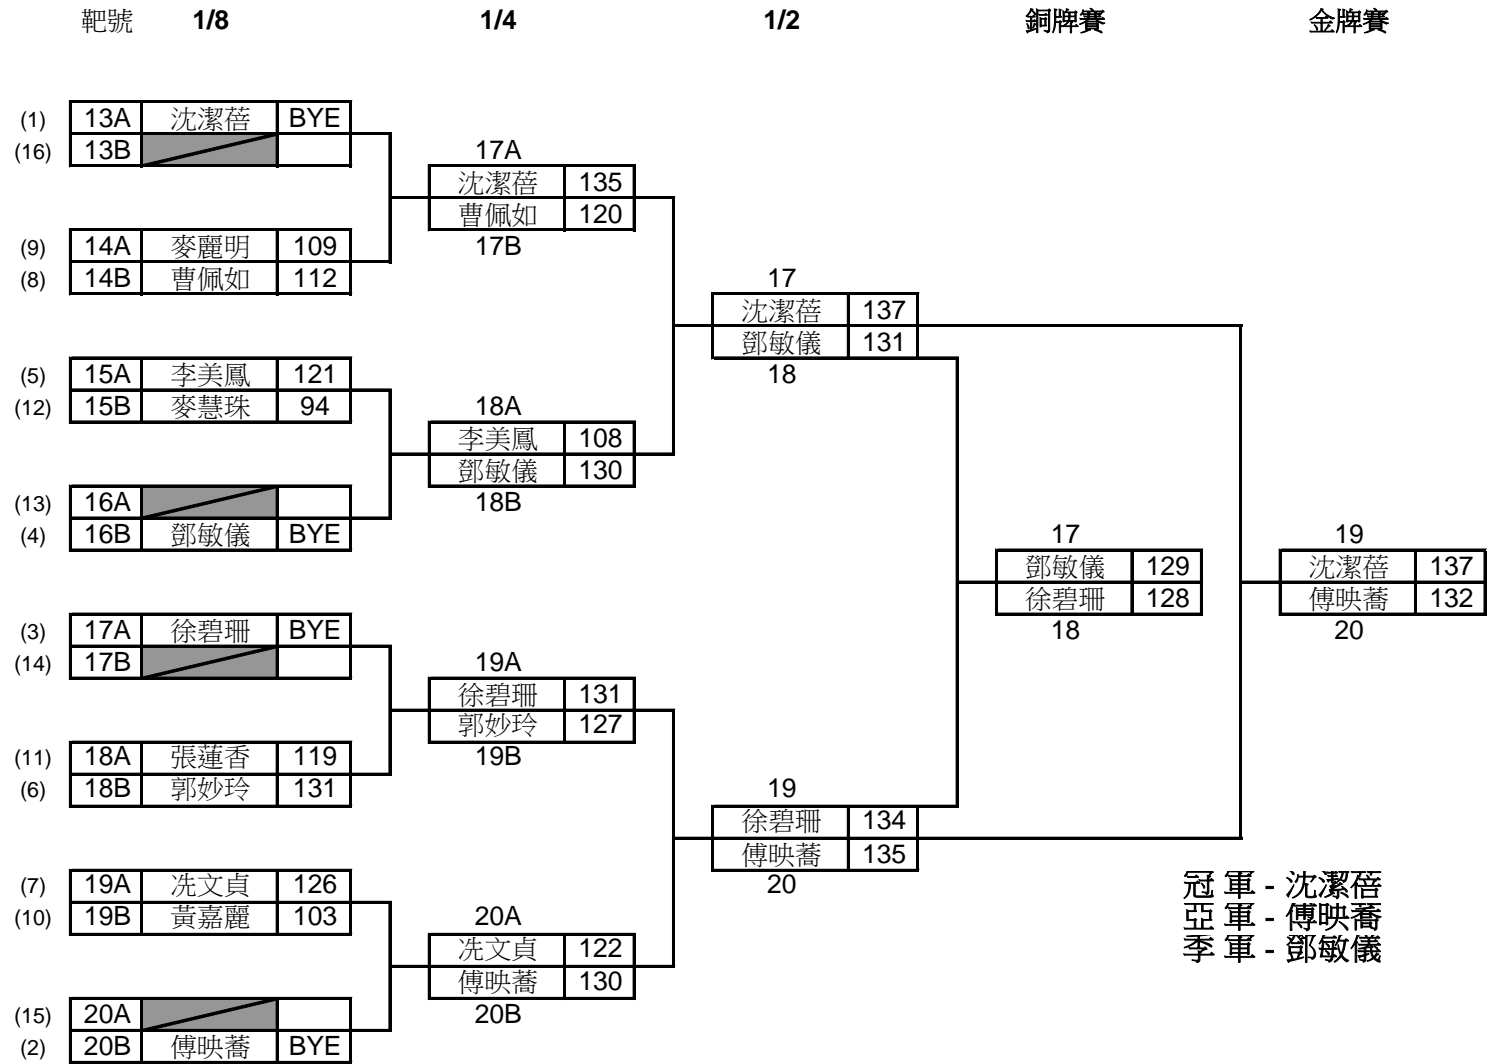 靶號 1/8 1/4 1/2 銅牌賽 金牌賽
(1) 13A 沈潔蓓 BYE
(16) 13B
17A
沈潔蓓 135
曹佩如 120
17B
(9) 14A 麥麗明 109
(8) 14B 曹佩如 112
17
沈潔蓓 137
鄧敏儀 131
18
(5) 15A 李美鳳 121
(12) 15B 麥慧珠 94
18A
李美鳳 108
鄧敏儀 130
18B
(13) 16A
(4) 16B 鄧敏儀 BYE
17
鄧敏儀 129
徐碧珊 128
18
19
沈潔蓓 137
傅映蕎 132
20
(3) 17A 徐碧珊 BYE
(14) 17B
19A
徐碧珊 131
郭妙玲 127
19B
(11) 18A 張蓮香 119
(6) 18B 郭妙玲 131
19
徐碧珊 134
傅映蕎 135
20
(7) 19A 冼文貞 126
(10) 19B 黃嘉麗 103
20A
冼文貞 122
傅映蕎 130
20B
冠 軍 - 沈潔蓓
亞 軍 - 傅映蕎
季 軍 - 鄧敏儀
(15) 20A
(2) 20B 傅映蕎 BYE